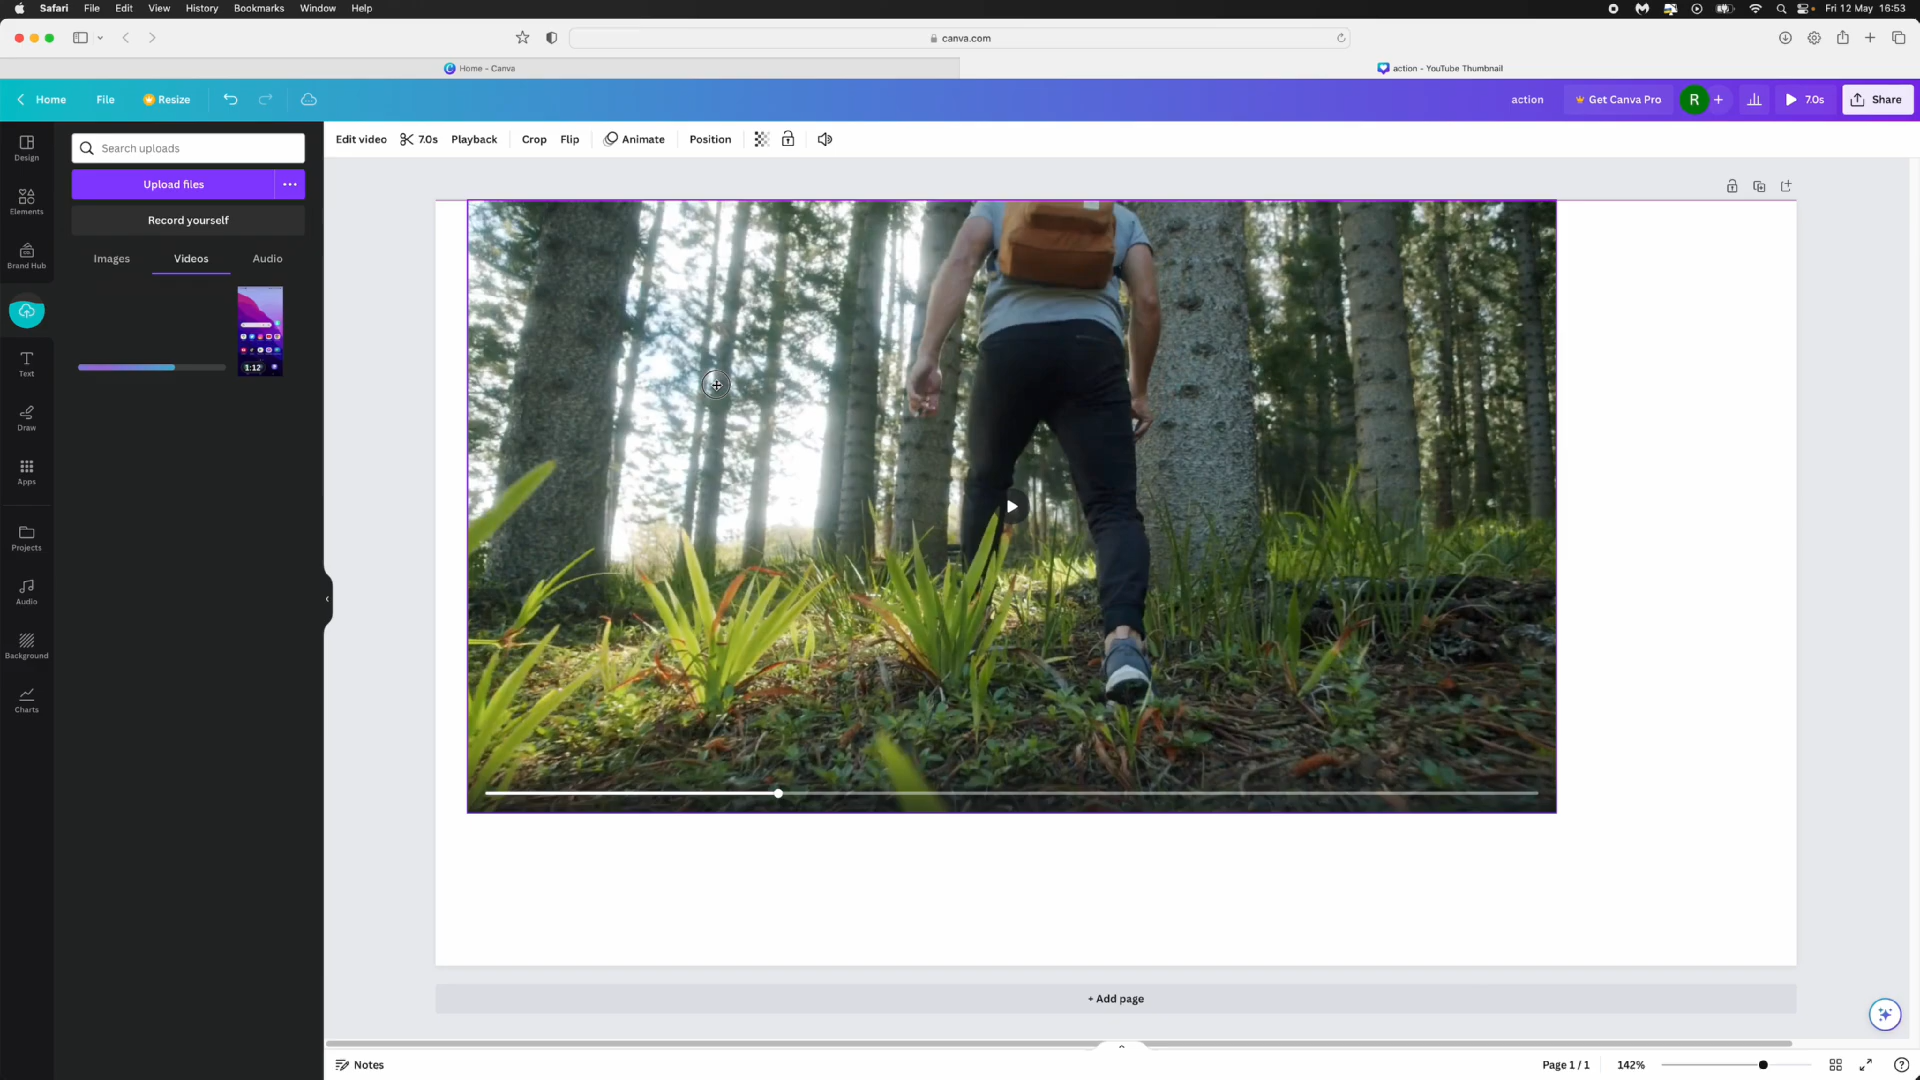 Safari File Edit View History Bookmarks Window Help Fri 12 May 16:53
canva.com
Home - Canva action - YouTube Thumbnail
Home File Resize action Get Canva Pro R + 7.0s Share
Edit video 7.0s Playback Crop Flip Animate Position
Search uploads
Upload files
Record yourself
Images Videos Audio
1:12
Design
Elements
Brand Hub
Text
Draw
Apps
Projects
Audio
Background
Charts
+ Add page
Notes Page 1 / 1 142%